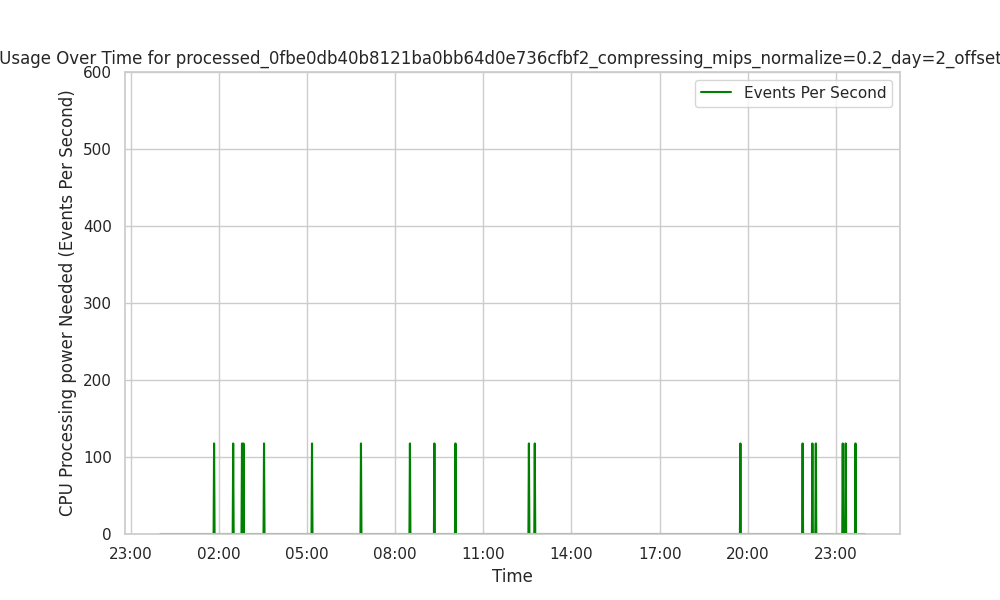 Usage Over Time for processed_0fbe0db40b8121ba0bb64d0e736cfbf2_compressing_mips_normalize=0.2_day=2_offset
600
500
400
300
200
100
0
CPU Processing power Needed (Events Per Second)
Events Per Second
23:00 02:00 05:00 08:00 11:00 14:00 17:00 20:00 23:00
Time